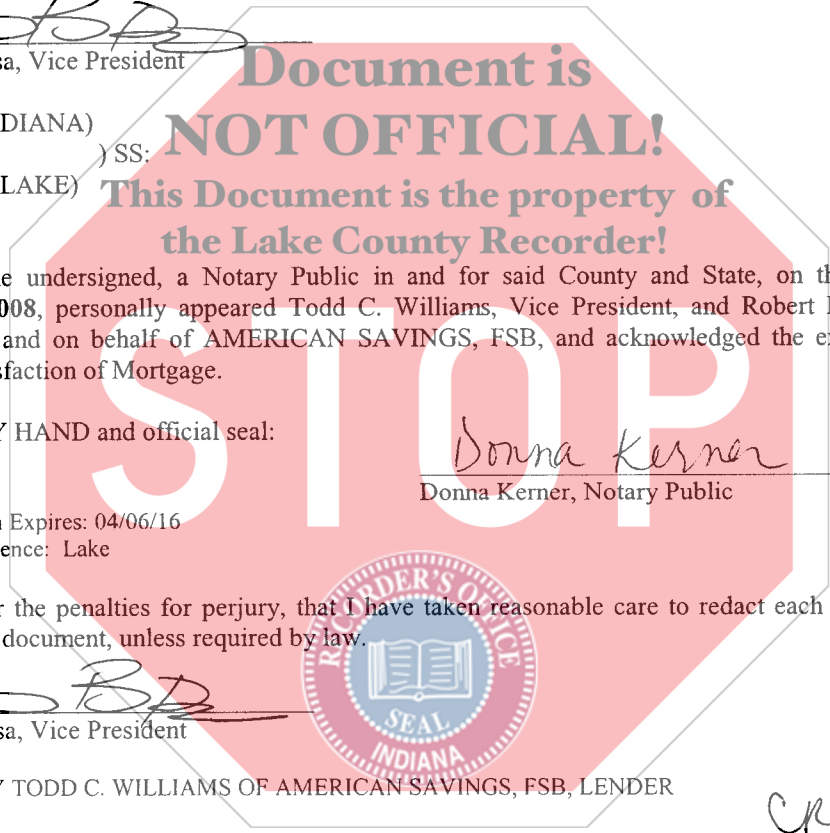 sa, Vice President
Document is
DIANA)
NOT OFFICIAL!
) SS:
LAKE)
This Document is the property of
the Lake County Recorder!
e undersigned, a Notary Public in and for said County and State, on th
008, personally appeared Todd C. Williams, Vice President, and Robert
and on behalf of AMERICAN SAVINGS, FSB, and acknowledged the e
sfaction of Mortgage.
STOP
Y HAND and official seal:
Donna Kerner
Donna Kerner, Notary Public
Expires: 04/06/16
ence: Lake
r the penalties for perjury, that I have taken reasonable care to redact each
document, unless required by law.
RECORDER'S OFFICE
SEAL
INDIANA
sa, Vice President
Y TODD C. WILLIAMS OF AMERICAN SAVINGS, FSB, LENDER